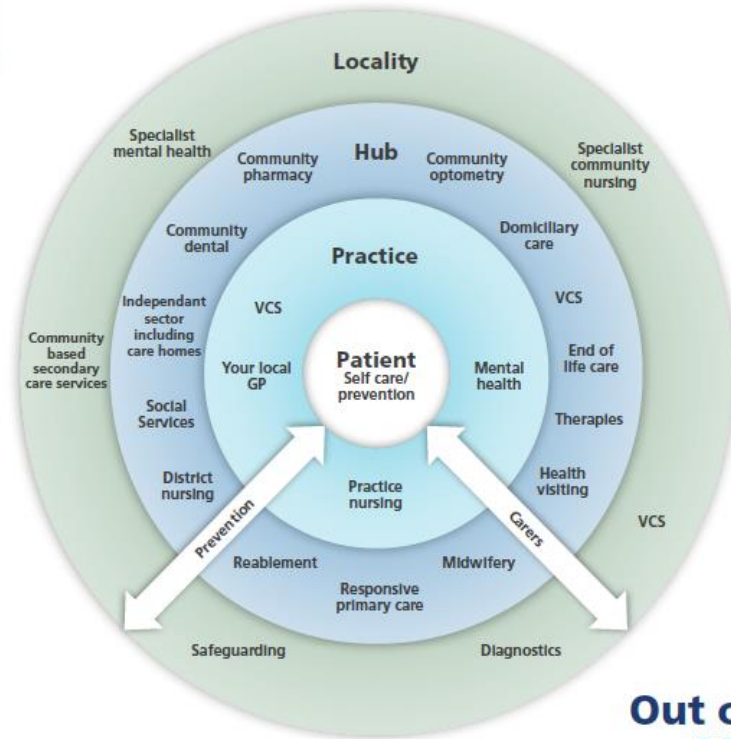 Locality
Specialist
mental health
Specialist
community
nursing
Community
based
secondary
care services
VCS
Safeguarding
Diagnostics
Hub
Community
pharmacy
Community
optometry
Community
dental
Domiciliary
care
Independant
sector
including
care homes
VCS
End of
life care
Social
Services
Therapies
District
nursing
Health
visiting
Reablement
Midwifery
Responsive
primary care
Practice
VCS
Your local
GP
Mental
health
Practice
nursing
Patient
Self care/
prevention
Prevention
Carers
Out